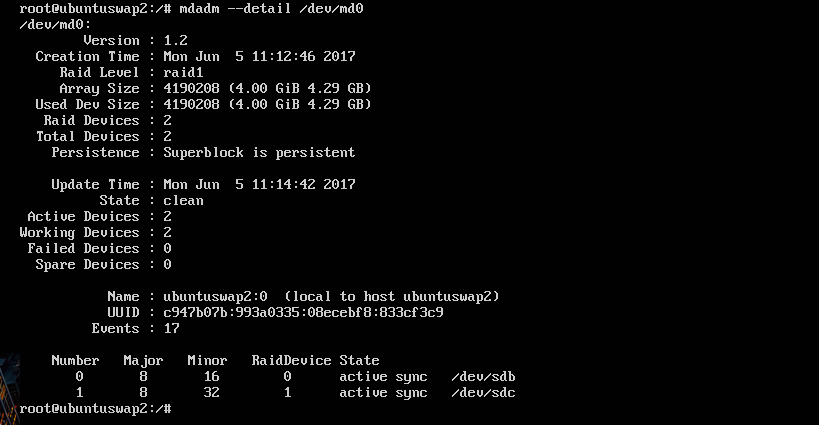 root@ubuntuswap2:/# mdadm --detail /dev/md0
/dev/md0:
Version : 1.2
Creation Time : Mon Jun  5 11:12:46 2017
Raid Level : raid1
Array Size : 4190208 (4.00 GiB 4.29 GB)
Used Dev Size : 4190208 (4.00 GiB 4.29 GB)
Raid Devices : 2
Total Devices : 2
Persistence : Superblock is persistent
Update Time : Mon Jun  5 11:14:42 2017
State : clean
Active Devices : 2
Working Devices : 2
Failed Devices : 0
Spare Devices : 0
Name : ubuntuswap2:0  (local to host ubuntuswap2)
UUID : c947b07b:993a0335:08ecebf8:833cf3c9
Events : 17
Number   Major   Minor   RaidDevice State
0       8       16        0      active sync   /dev/sdb
1       8       32        1      active sync   /dev/sdc
root@ubuntuswap2:/#